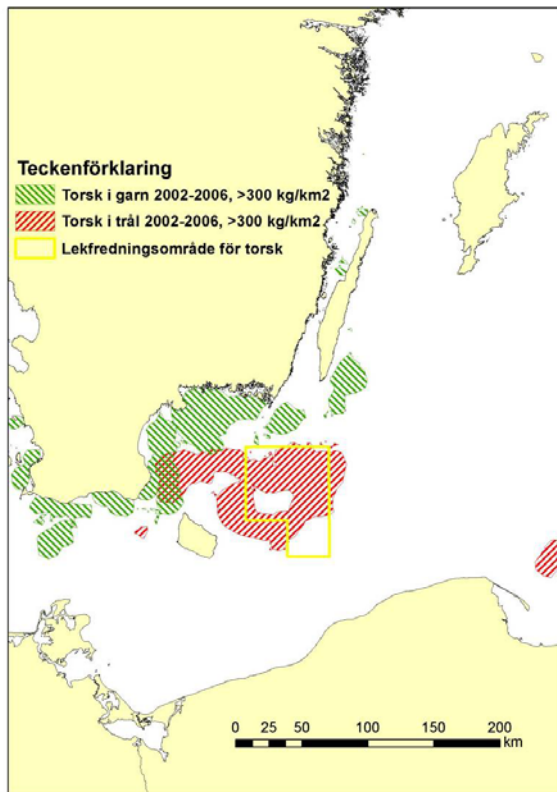 Teckenförklaring
Torsk i garn 2002-2006, >300 kg/km2
Torsk i trål 2002-2006, >300 kg/km2
Lekfredningsområde för torsk
0 25 50 100 150 200
km